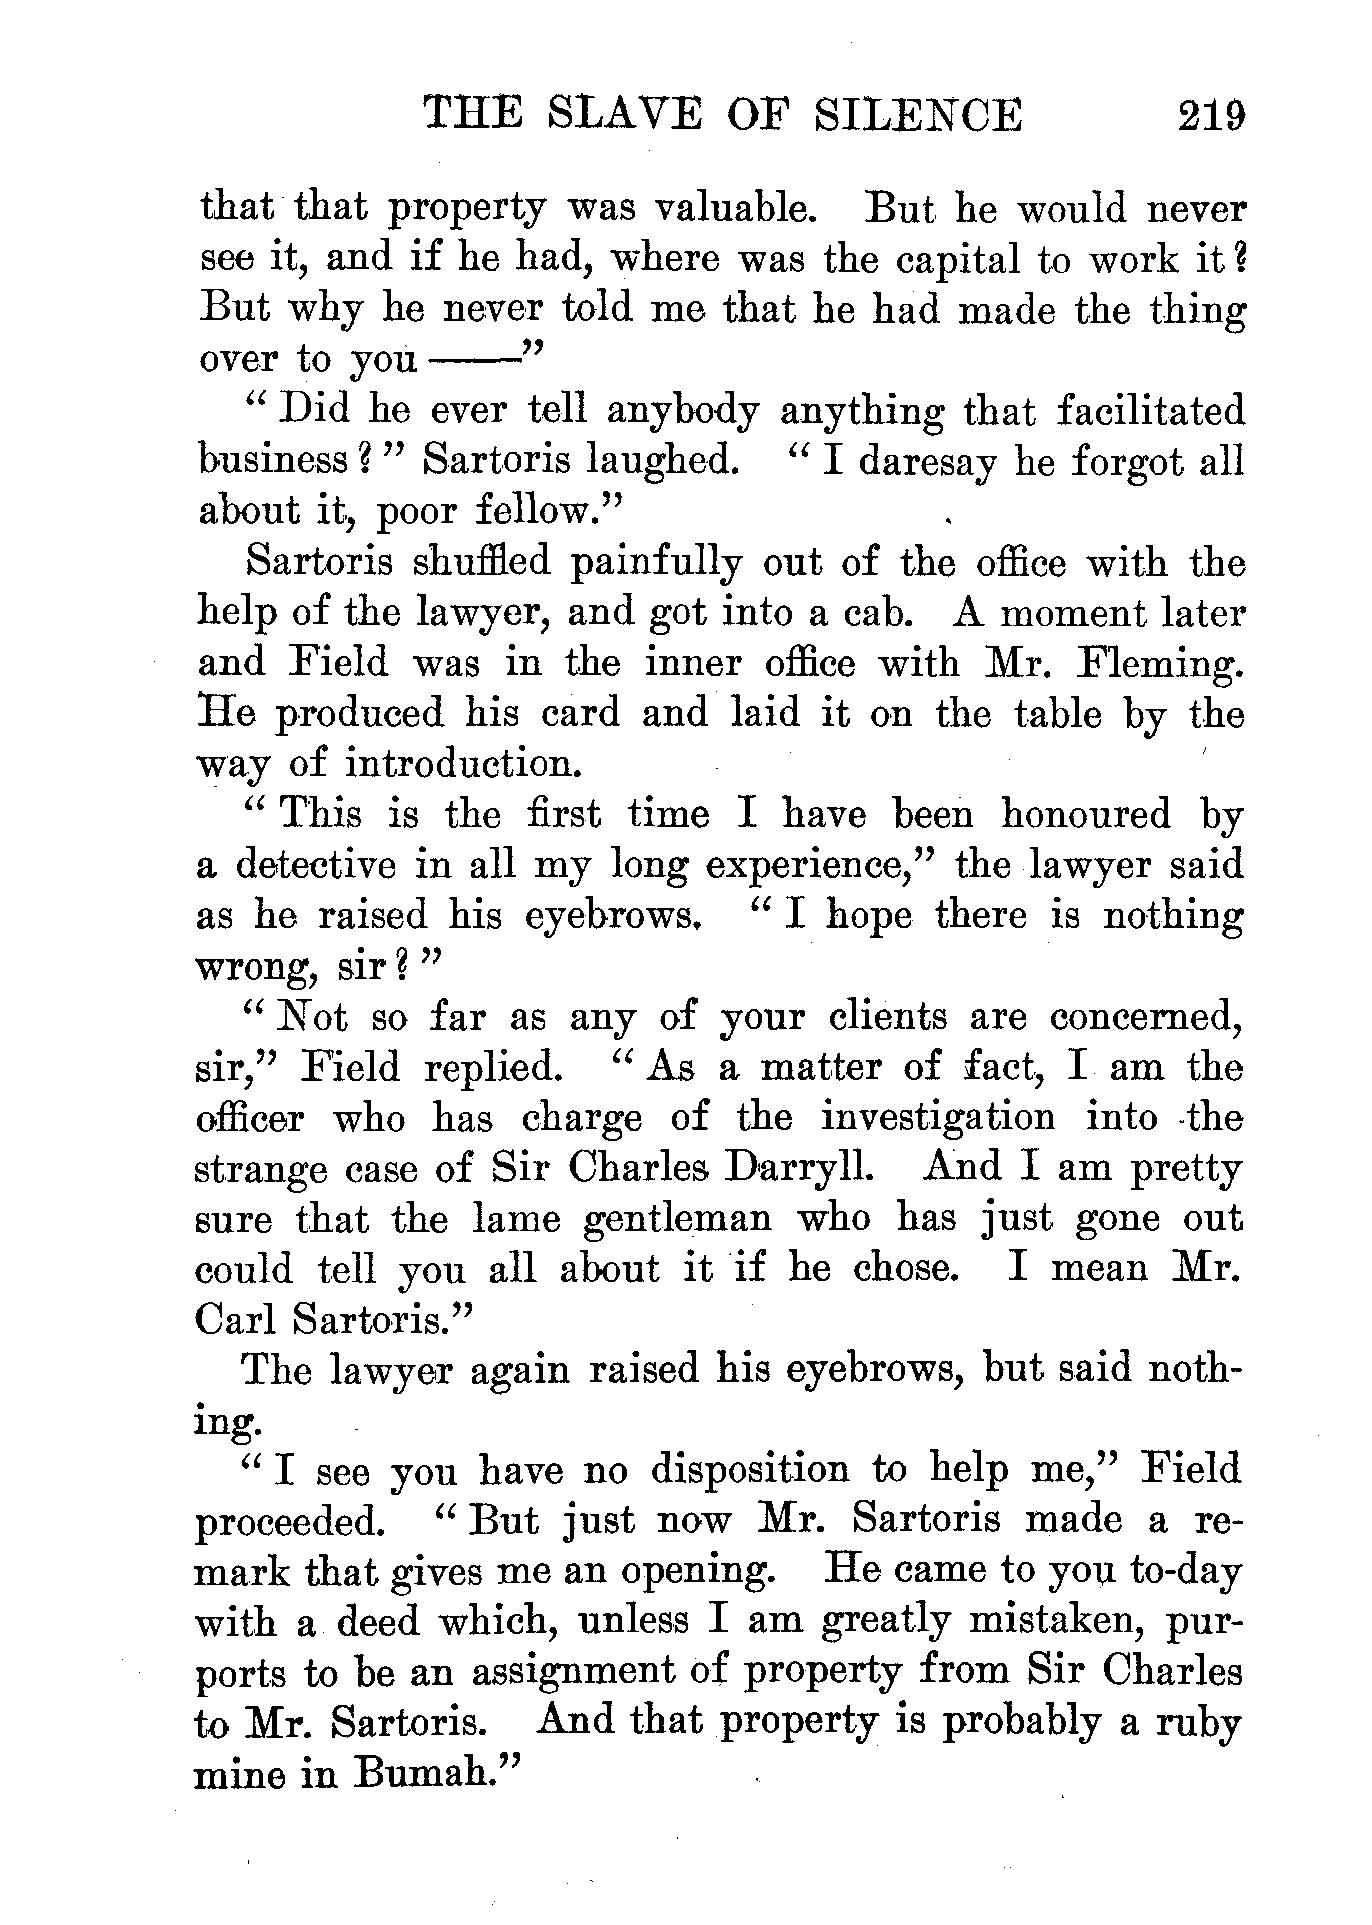 THE SLAVE OF SILENCE 219
that that property was valuable. But he would never
see it, and if he had, where was the capital to work it?
But why he never told me that he had made the thing
over to you ——"
" Did he ever tell anybody anything that facilitated
business? " Sartoris laughed. " I daresay he forgot all
about it, poor fellow."
Sartoris shuffled painfully out of the office with the
help of the lawyer, and got into a cab. A moment later
and Field was in the inner office with Mr. Fleming.
He produced his card and laid it on the table by the
way of introduction.
" This is the first time I have been honoured by
a detective in all my long experience," the lawyer said
as he raised his eyebrows. " I hope there is nothing
wrong, sir? "
" Not so far as any of your clients are concerned,
sir," Field replied. " As a matter of fact, I am the
officer who has charge of the investigation into the
strange case of Sir Charles Darryll. And I am pretty
sure that the lame gentleman who has just gone out
could tell you all about it if he chose. I mean Mr.
Carl Sartoris."
The lawyer again raised his eyebrows, but said noth-
ing.
" I see you have no disposition to help me," Field
proceeded. " But just now Mr. Sartoris made a re-
mark that gives me an opening. He came to you to-day
with a deed which, unless I am greatly mistaken, pur-
ports to be an assignment of property from Sir Charles
to Mr. Sartoris. And that property is probably a ruby
mine in Bumah."